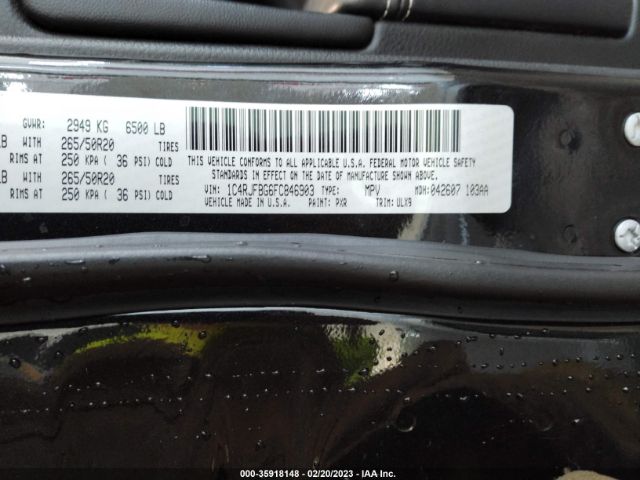 GVWR: 2949 KG 6500 LB
LB WITH 265/50R20 TIRES
RIMS AT 250 KPA ( 36 PSI) COLD
LB WITH 265/50R20 TIRES
RIMS AT 250 KPA ( 36 PSI) COLD
THIS VEHICLE CONFORMS TO ALL APPLICABLE U.S.A. FEDERAL MOTOR VEHICLE SAFETY
STANDARDS IN EFFECT ON THE DATE OF MANUFACTURE SHOWN ABOVE.
VIN: 1C4RJFBG6FC846903 TYPE: MPV MDH: 042607 103AA
VEHICLE MADE IN U.S.A. PAINT: PXR TRIM: ULX9
000-35918148 - 02/20/2023 - IAA Inc.